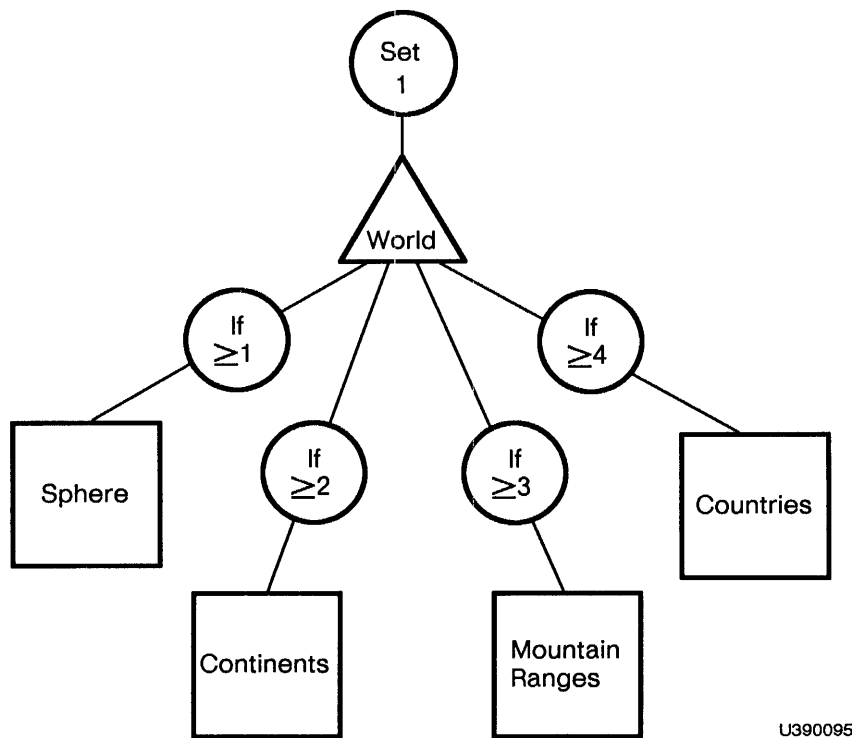 Set
1
World
If
≥1
If
≥4
If
≥2
If
≥3
Sphere
Countries
Continents
Mountain
Ranges
U390095